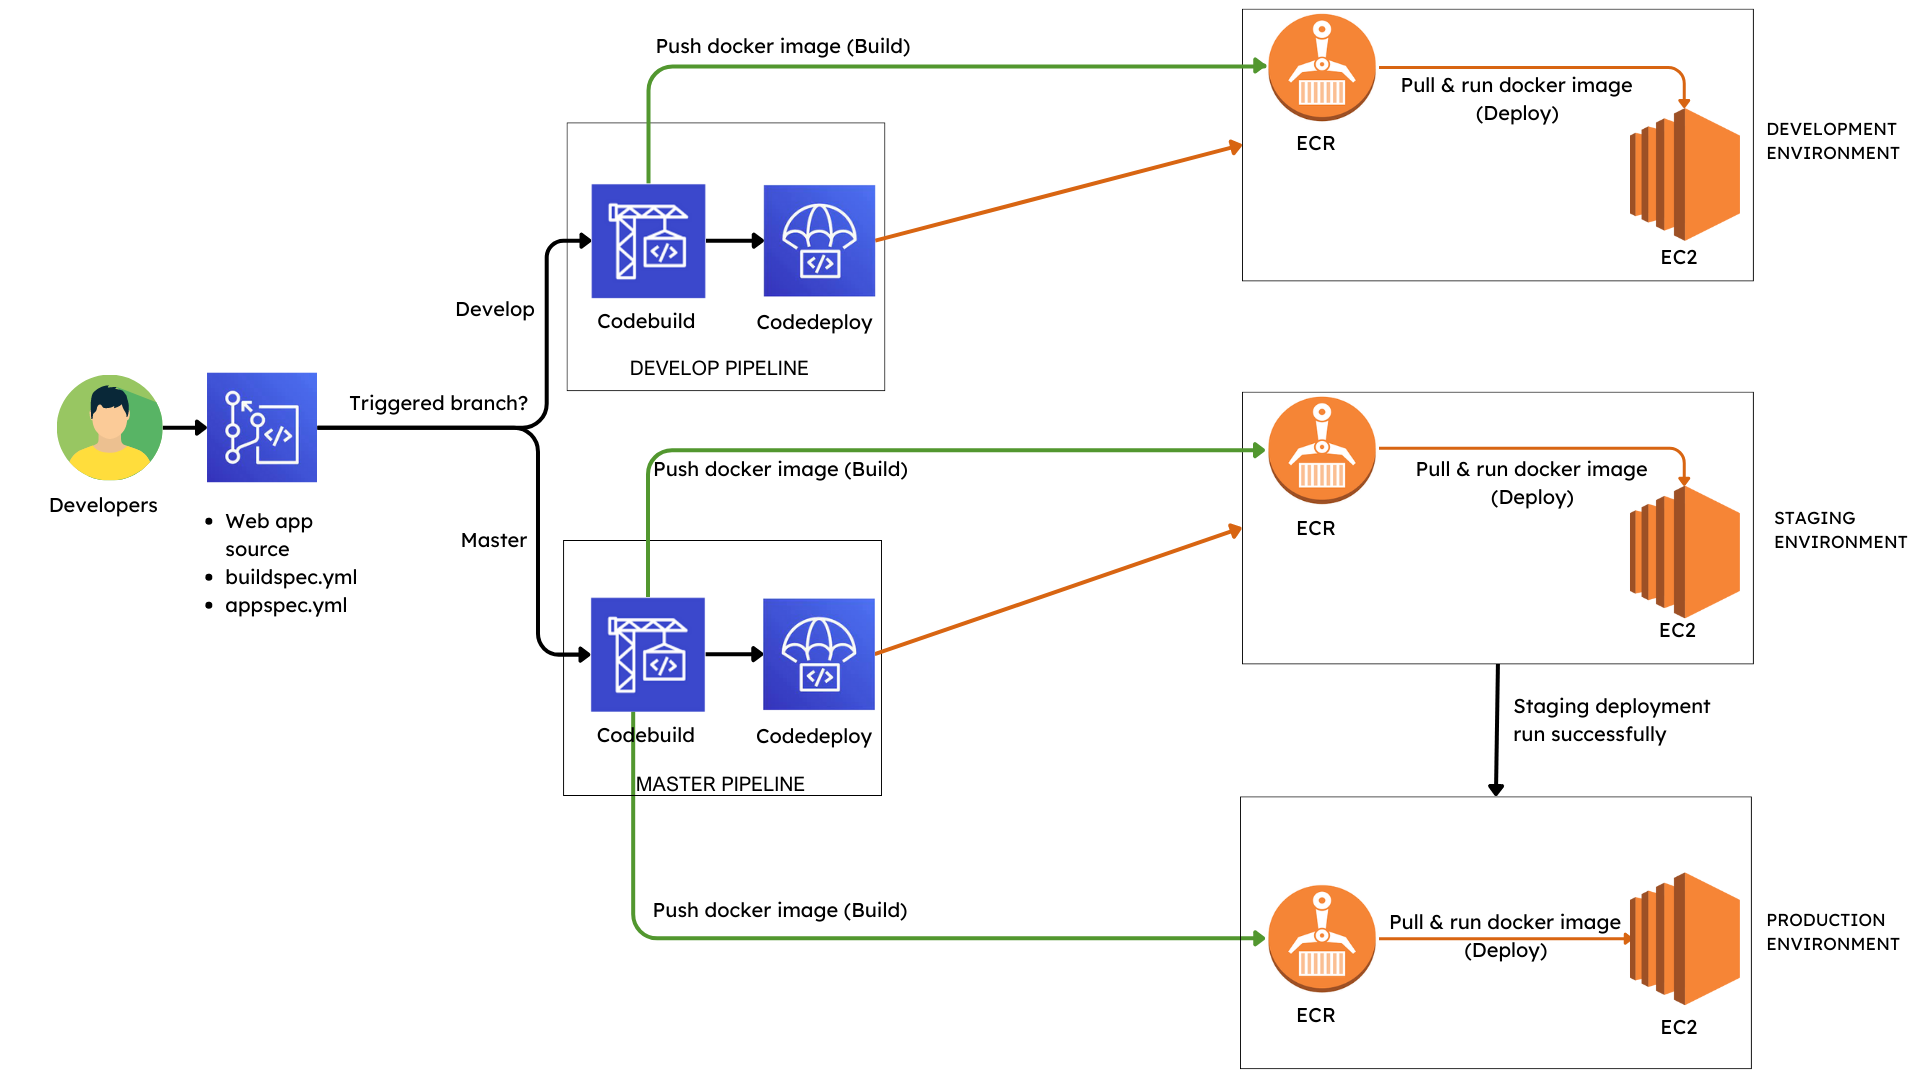 Push docker image (Build)
Pull & run docker image
(Deploy)
ECR
EC2
DEVELOPMENT
ENVIRONMENT
Develop
Codebuild
Codedeploy
DEVELOP PIPELINE
Developers
Triggered branch?
• Web app
source
• buildspec.yml
• appspec.yml
Master
Push docker image (Build)
Pull & run docker image
(Deploy)
ECR
EC2
STAGING
ENVIRONMENT
Codebuild
Codedeploy
MASTER PIPELINE
Staging deployment
run successfully
Push docker image (Build)
Pull & run docker image
(Deploy)
ECR
EC2
PRODUCTION
ENVIRONMENT